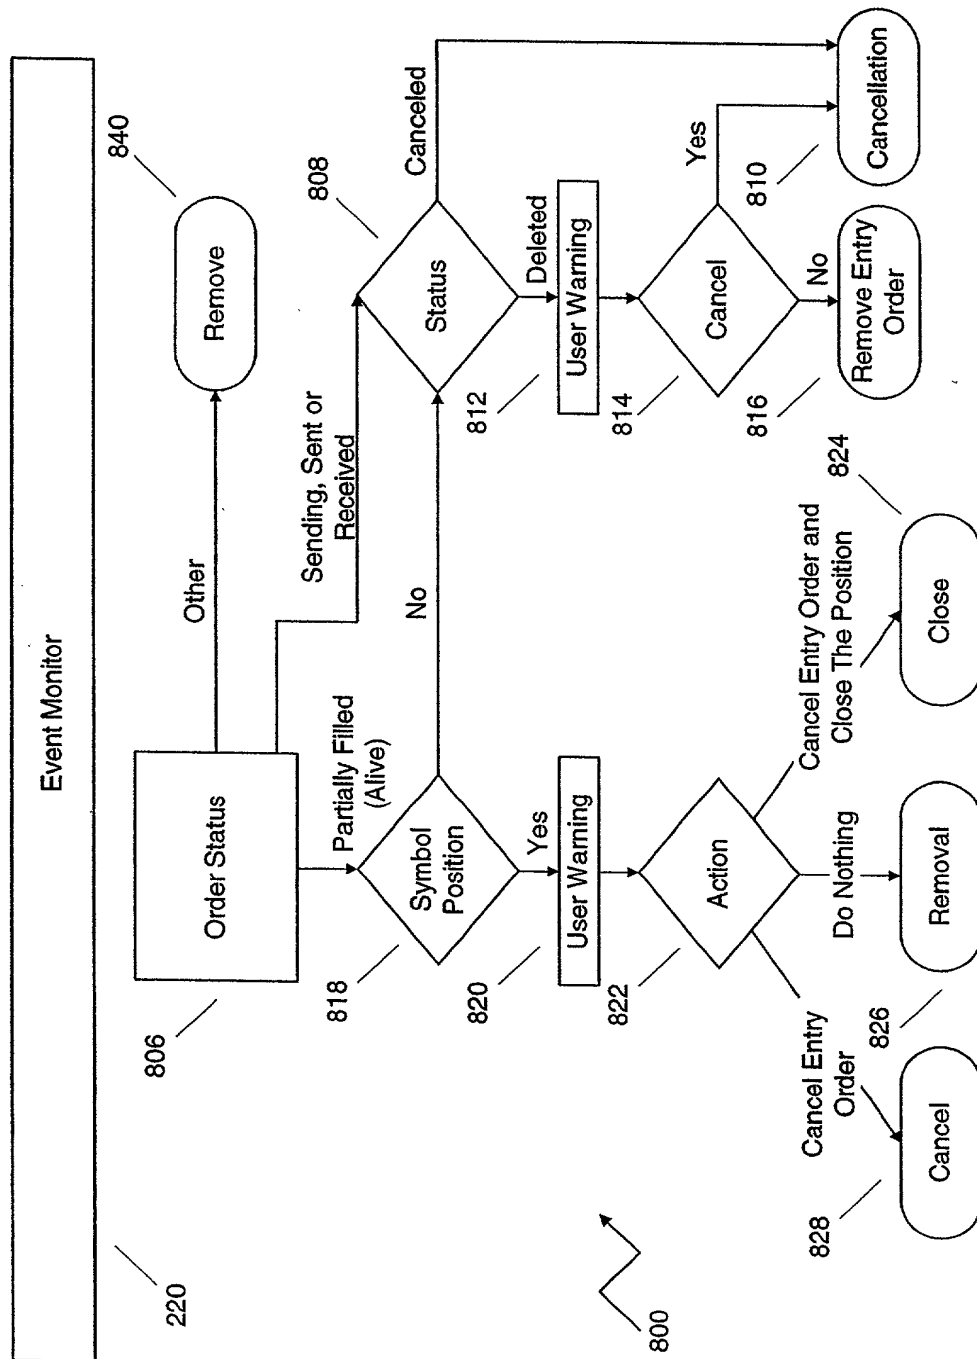 Event Monitor
220
840
Remove
Other
Order Status
806
Sending, Sent or
Received
808
Partially Filled
(Alive)
Symbol
Position
818
No
Status
Canceled
Yes
Deleted
820
User Warning
812
User Warning
822
Action
814
Cancel
Yes
810
Cancellation
No
816
Remove Entry
Order
Cancel Entry
Order
Do Nothing
Cancel Entry Order and
Close The Position
824
828
Cancel
826
Removal
Close
800